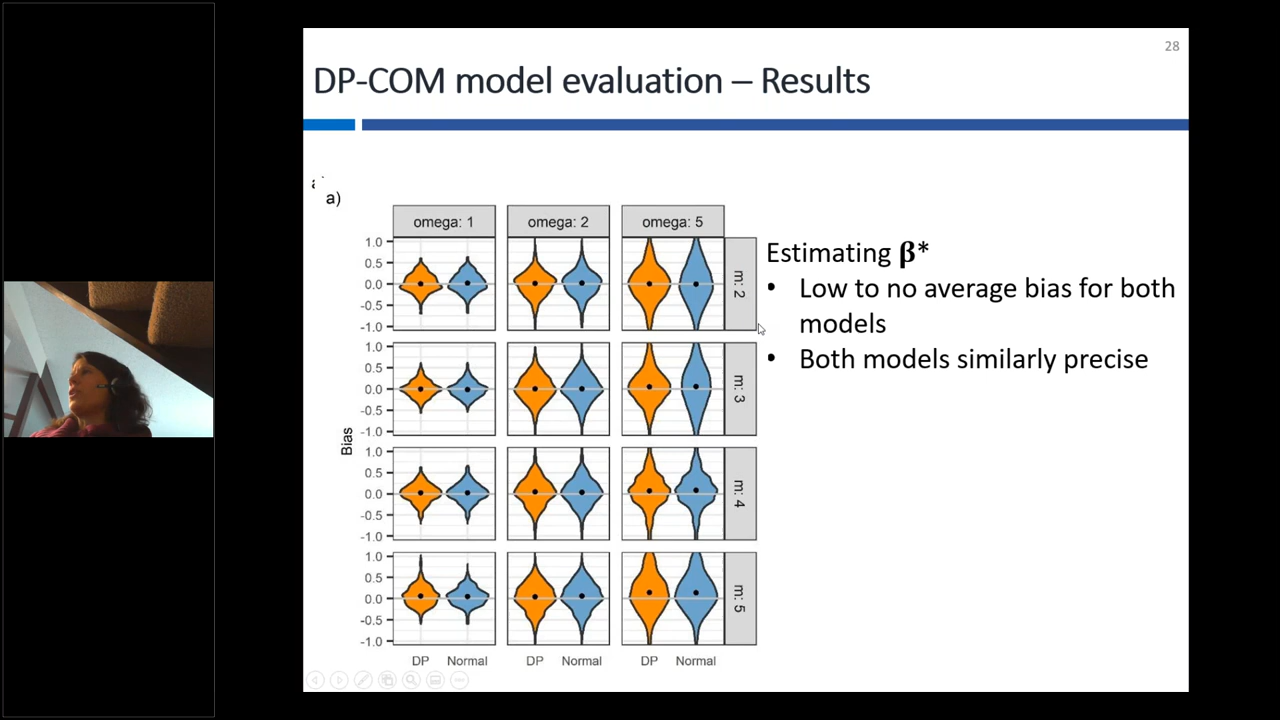 28
DP-COM model evaluation – Results
a)
omega: 1 omega: 2 omega: 5
1.0
0.5
0.0
-0.5
-1.0
m: 2
1.0
0.5
0.0
-0.5
-1.0
m: 3
1.0
0.5
0.0
-0.5
-1.0
m: 4
1.0
0.5
0.0
-0.5
-1.0
m: 5
Bias
DP Normal DP Normal DP Normal
Estimating β*
• Low to no average bias for both
models
• Both models similarly precise